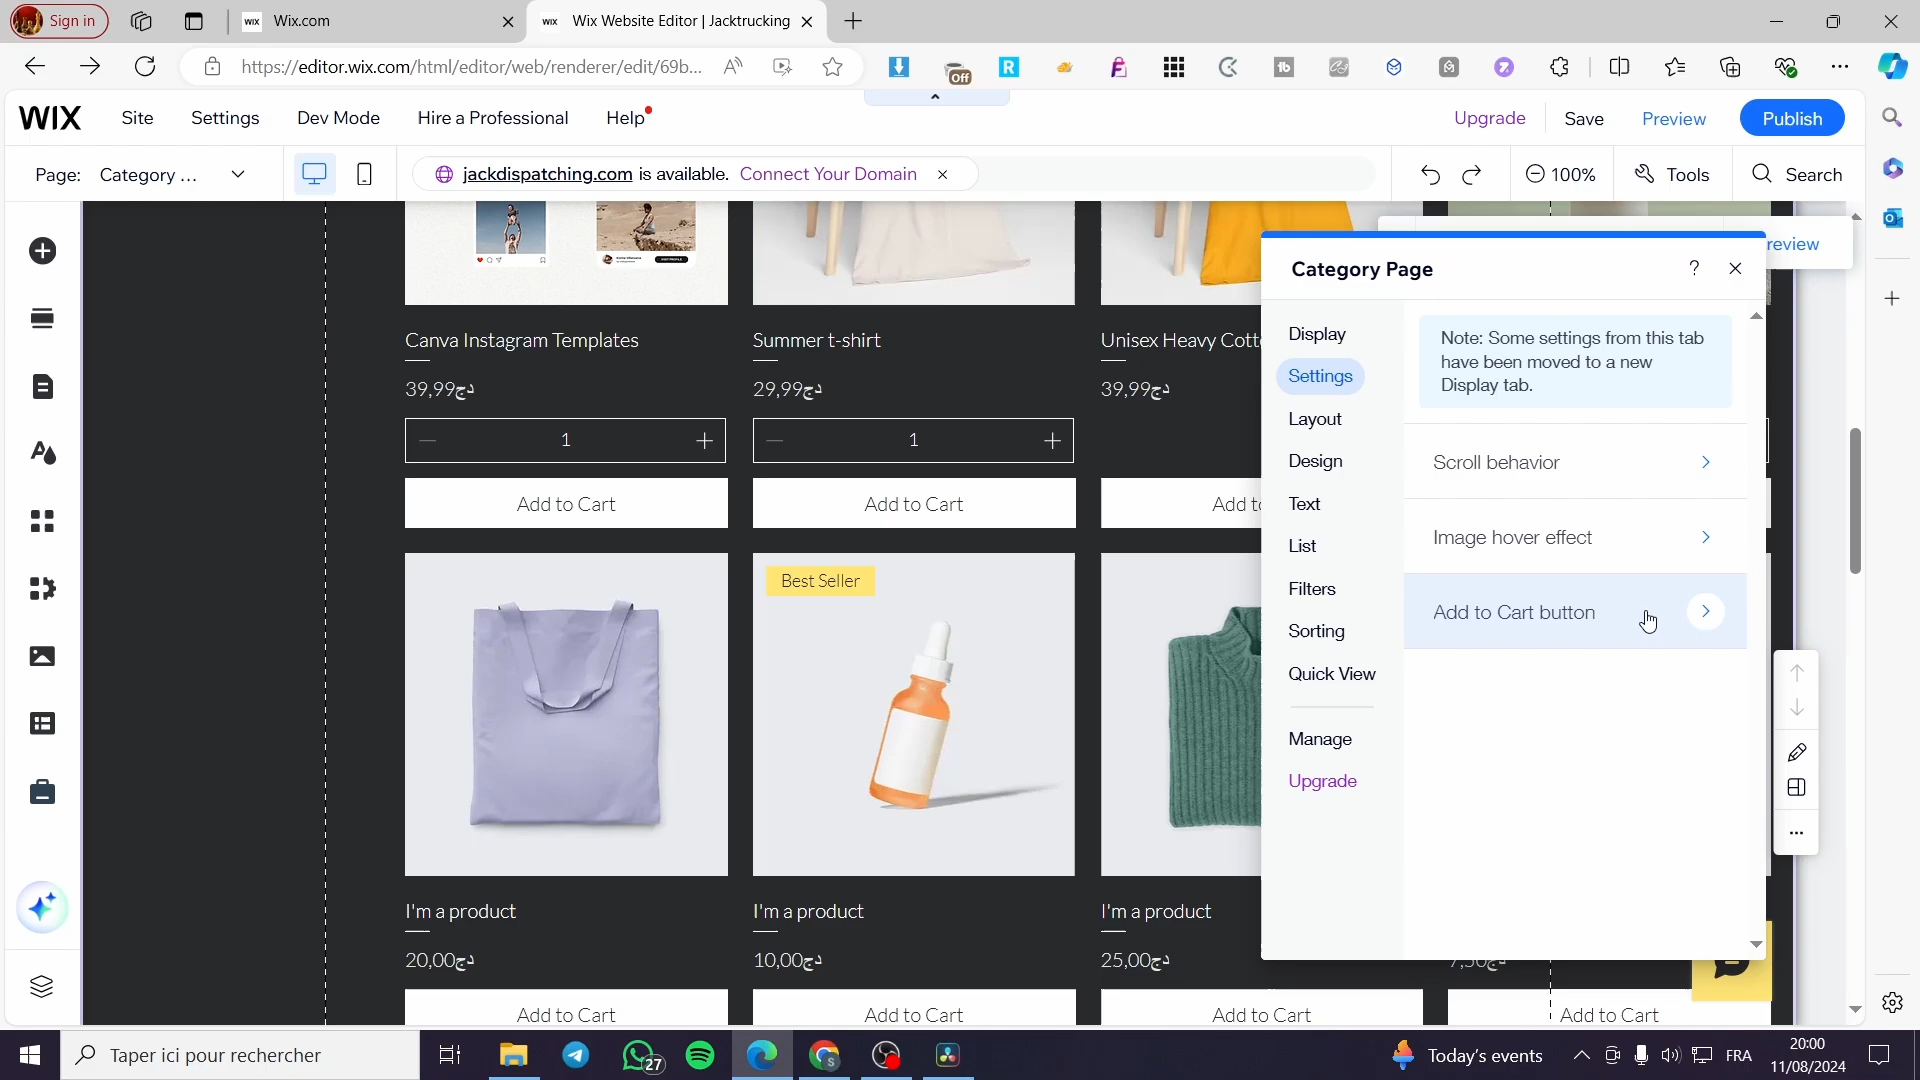 Sign in
WIX Wix.com
WIX Wix Website Editor | Jacktrucking
https://editor.wix.com/html/editor/web/renderer/edit/69b...
Off
WIX
Site
Settings
Dev Mode
Hire a Professional
Help
Upgrade
Save
Preview
Publish
Page: Category ...
jackdispatching.com is available. Connect Your Domain
100%
Tools
Search
review
Category Page
?
Display
Settings
Layout
Design
Text
List
Filters
Sorting
Quick View
Manage
Upgrade
Note: Some settings from this tab
have been moved to a new
Display tab.
Scroll behavior
Image hover effect
Add to Cart button
Canva Instagram Templates
Summer t-shirt
Unisex Heavy Cott
39,99دج
29,99دج
39,99دج
1
1
Add to Cart
Add to Cart
Add to
Best Seller
I'm a product
I'm a product
I'm a product
20,00دج
10,00دج
25,00دج
7,50دج
Add to Cart
Add to Cart
Add to Cart
Add to Cart
Taper ici pour rechercher
27
Today's events
FRA
20:00
11/08/2024